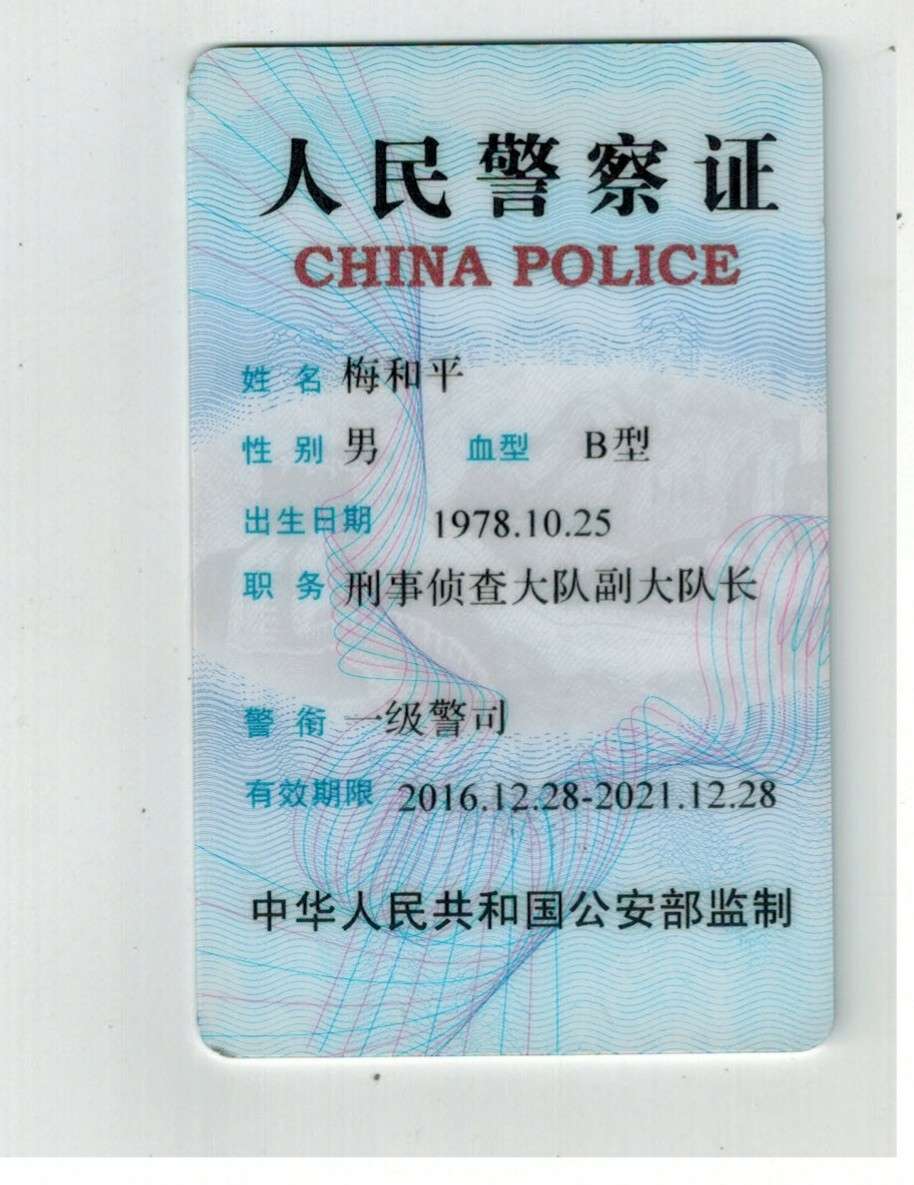 人民警察证
CHINA POLICE
姓 名 梅和平
性 别 男 血型 B型
出生日期 1978.10.25
职 务 刑事侦查大队副大队长
警 衔 一级警司
有效期限 2016.12.28-2021.12.28
中华人民共和国公安部监制